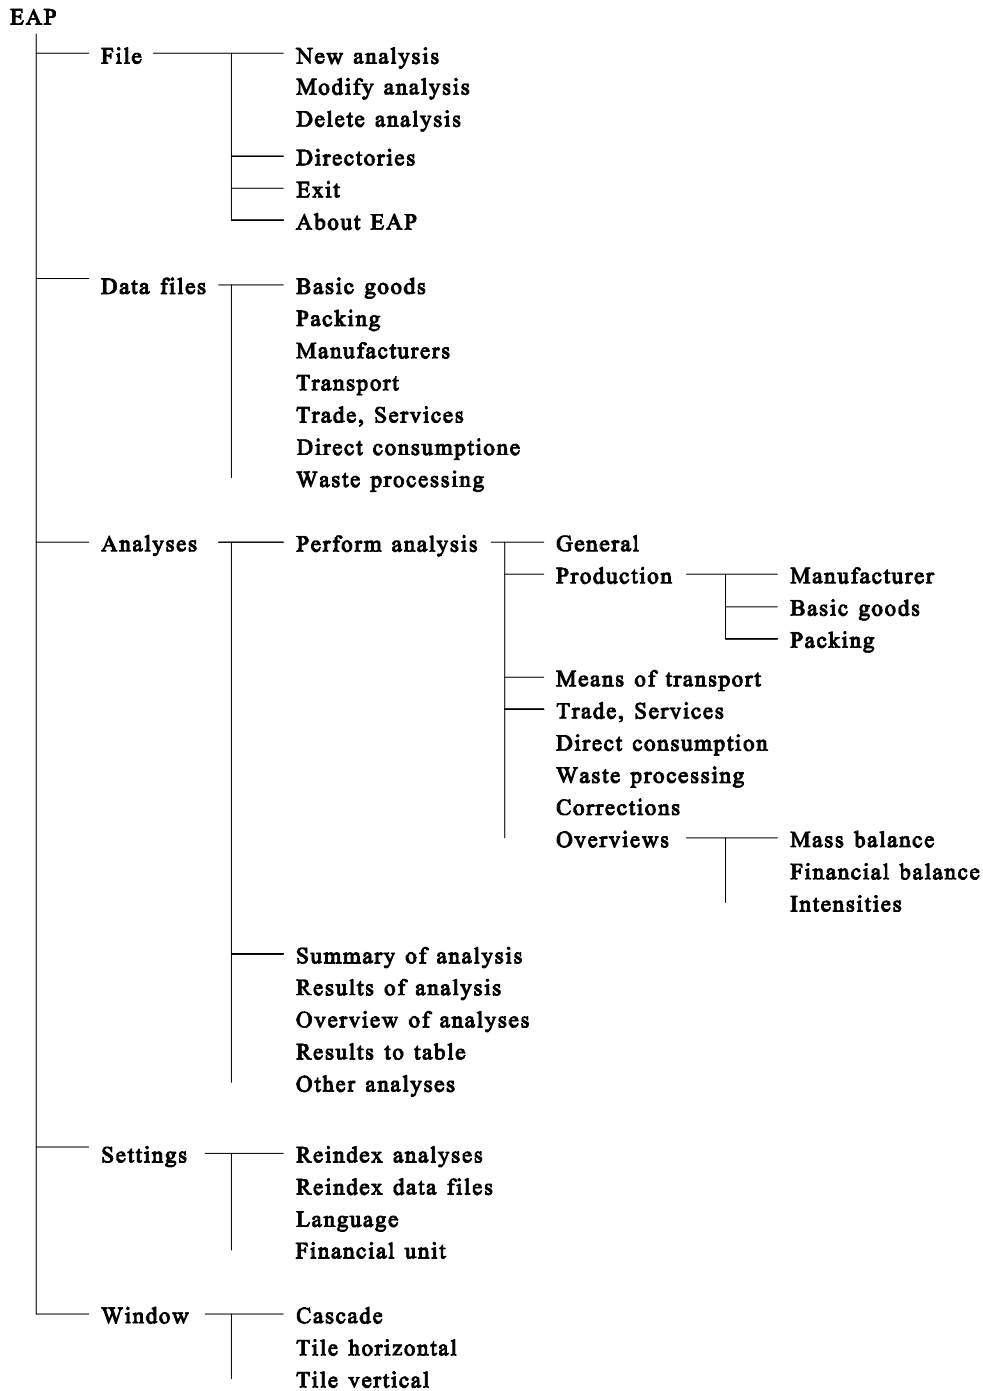 EAP
File
New analysis
Modify analysis
Delete analysis
Directories
Exit
About EAP
Data files
Basic goods
Packing
Manufacturers
Transport
Trade, Services
Direct consumptione
Waste processing
Analyses
Perform analysis
General
Production
Manufacturer
Basic goods
Packing
Means of transport
Trade, Services
Direct consumption
Waste processing
Corrections
Overviews
Mass balance
Financial balance
Intensities
Summary of analysis
Results of analysis
Overview of analyses
Results to table
Other analyses
Settings
Reindex analyses
Reindex data files
Language
Financial unit
Window
Cascade
Tile horizontal
Tile vertical